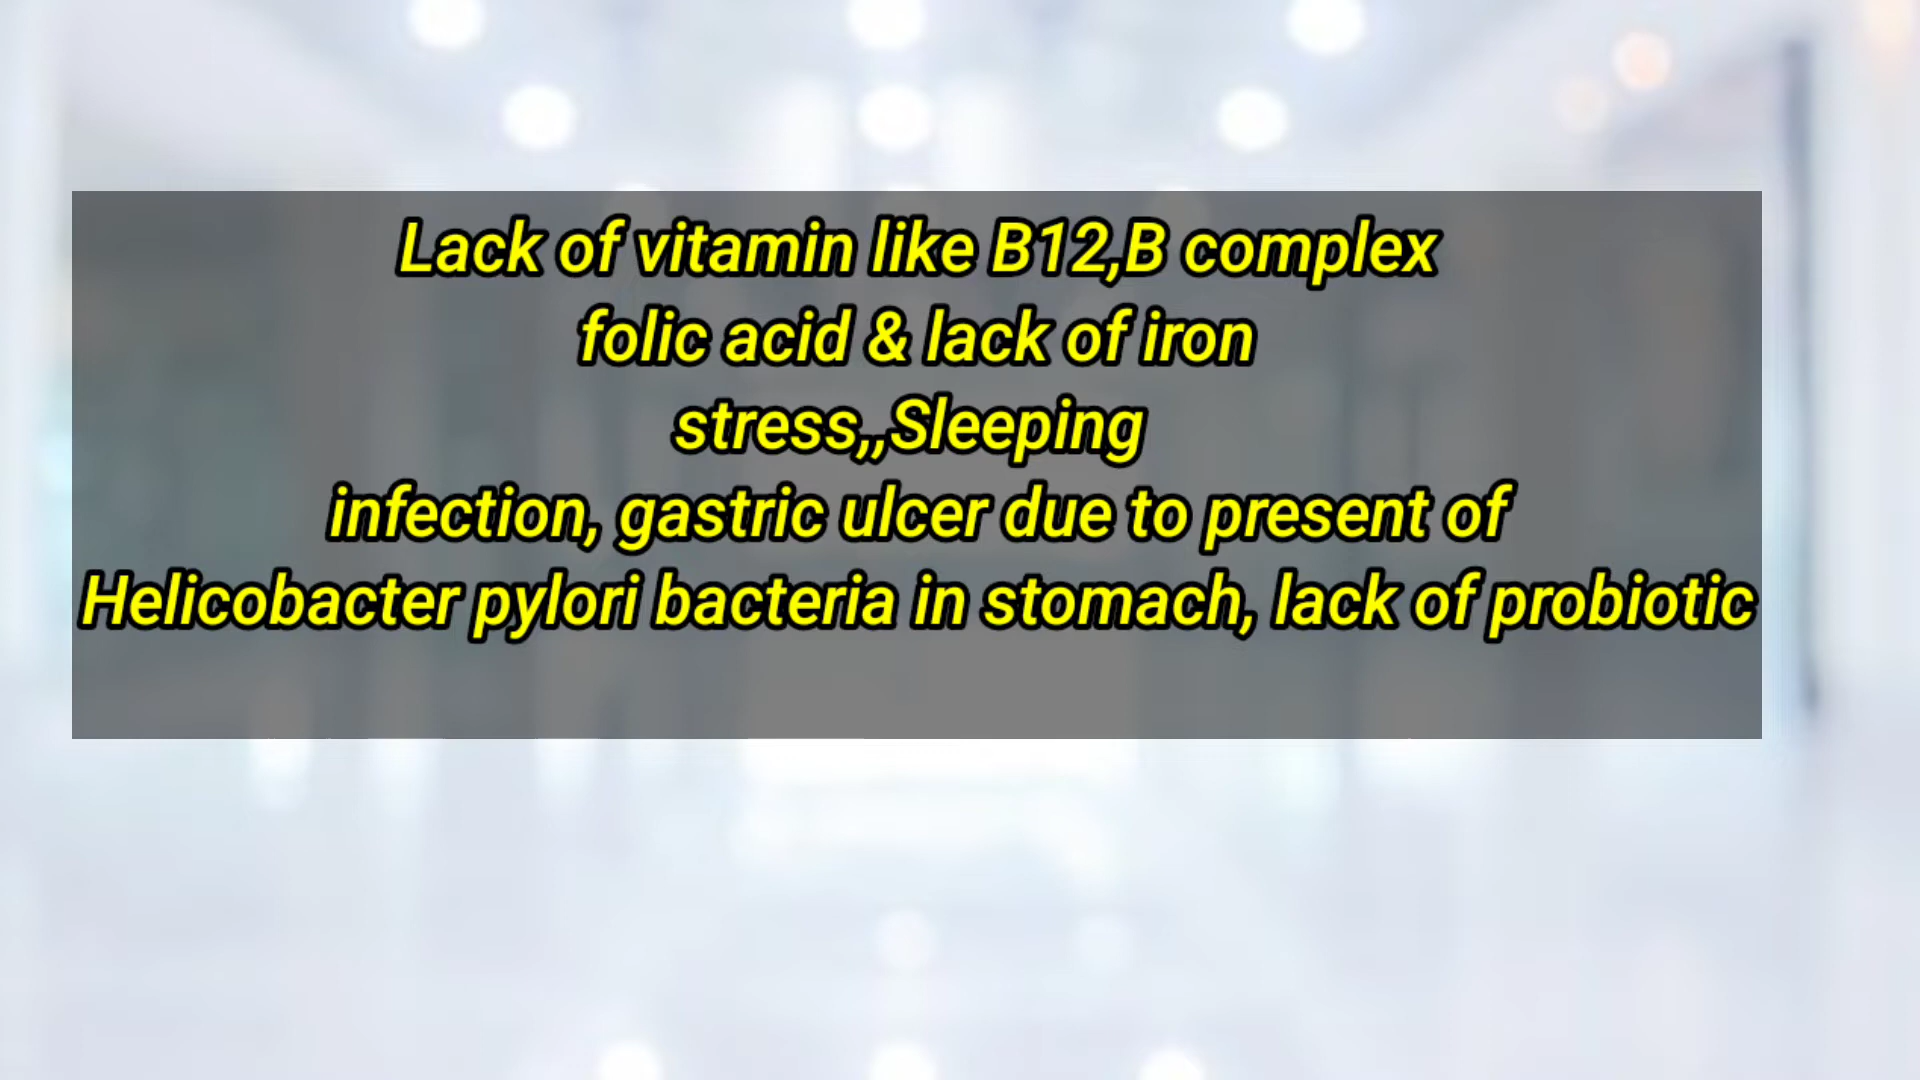 Lack of vitamin like B12,B complex
folic acid & lack of iron
stress,,Sleeping
infection, gastric ulcer due to present of
Helicobacter pylori bacteria in stomach, lack of probiotic